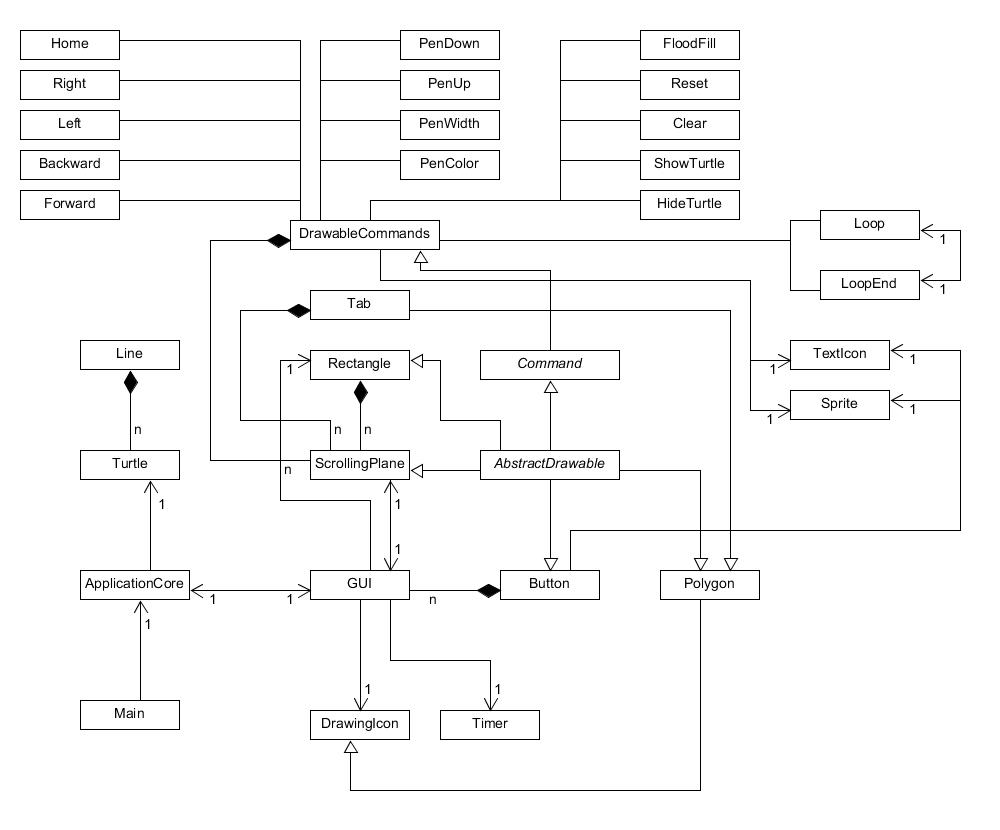 Home
PenDown
FloodFill
Right
PenUp
Reset
Left
PenWidth
Clear
Backward
PenColor
ShowTurtle
Forward
HideTurtle
DrawableCommands
Loop
1
LoopEnd
1
Tab
Line
Rectangle
1
Command
TextIcon
1
1
Sprite
1
1
n
n
n
Turtle
ScrollingPlane
n
AbstractDrawable
1
1
1
ApplicationCore
1
1
GUI
n
Button
Polygon
1
Main
1
1
DrawingIcon
Timer